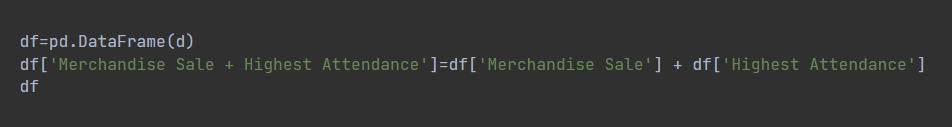 df=pd.DataFrame(d)
df['Merchandise Sale + Highest Attendance']=df['Merchandise Sale'] + df['Highest Attendance']
df